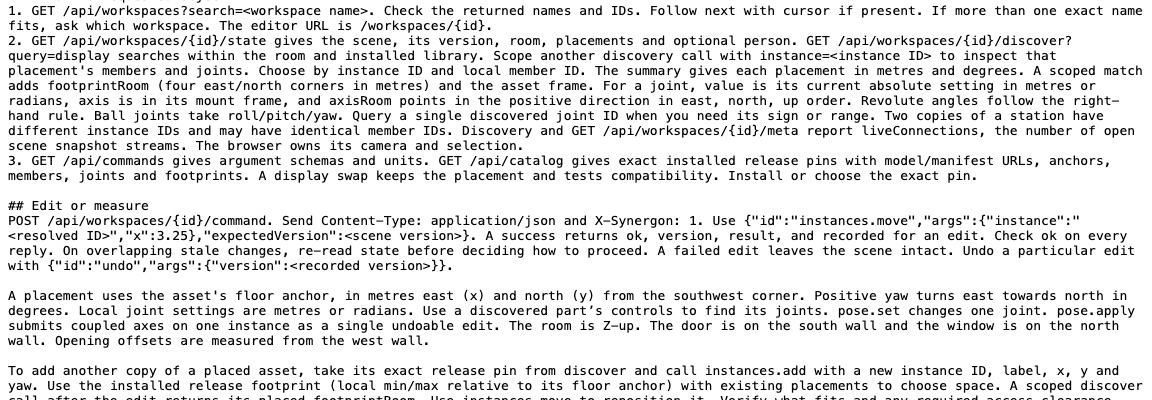 1. GET /api/workspaces?search=<workspace name>. Check the returned names and IDs. Follow next with cursor if present. If more than one exact name
fits, ask which workspace. The editor URL is /workspaces/{id}.
2. GET /api/workspaces/{id}/state gives the scene, its version, room, placements and optional person. GET /api/workspaces/{id}/discover?
query=display searches within the room and installed library. Scope another discovery call with instance=<instance ID> to inspect that
placement's members and joints. Choose by instance ID and local member ID. The summary gives each placement in metres and degrees. A scoped match
adds footprintRoom (four east/north corners in metres) and the asset frame. For a joint, value is its current absolute setting in metres or
radians, axis is in its mount frame, and axisRoom points in the positive direction in east, north, up order. Revolute angles follow the right-
hand rule. Ball joints take roll/pitch/yaw. Query a single discovered joint ID when you need its sign or range. Two copies of a station have
different instance IDs and may have identical member IDs. Discovery and GET /api/workspaces/{id}/meta report liveConnections, the number of open
scene snapshot streams. The browser owns its camera and selection.
3. GET /api/commands gives argument schemas and units. GET /api/catalog gives exact installed release pins with model/manifest URLs, anchors,
members, joints and footprints. A display swap keeps the placement and tests compatibility. Install or choose the exact pin.

## Edit or measure
POST /api/workspaces/{id}/command. Send Content-Type: application/json and X-Synergon: 1. Use {"id":"instances.move","args":{"instance":"
<resolved ID>","x":3.25},"expectedVersion":<scene version>}. A success returns ok, version, result, and recorded for an edit. Check ok on every
reply. On overlapping stale changes, re-read state before deciding how to proceed. A failed edit leaves the scene intact. Undo a particular edit
with {"id":"undo","args":{"version":<recorded version>}}.

A placement uses the asset's floor anchor, in metres east (x) and north (y) from the southwest corner. Positive yaw turns east towards north in
degrees. Local joint settings are metres or radians. Use a discovered part’s controls to find its joints. pose.set changes one joint. pose.apply
submits coupled axes on one instance as a single undoable edit. The room is Z-up. The door is on the south wall and the window is on the north
wall. Opening offsets are measured from the west wall.

To add another copy of a placed asset, take its exact release pin from discover and call instances.add with a new instance ID, label, x, y and
yaw. Use the installed release footprint (local min/max relative to its floor anchor) with existing placements to choose space. A scoped discover
call after the edit returns its placed footprintRoom. Use instances.move to reposition it. Verify what fits and any required access clearance